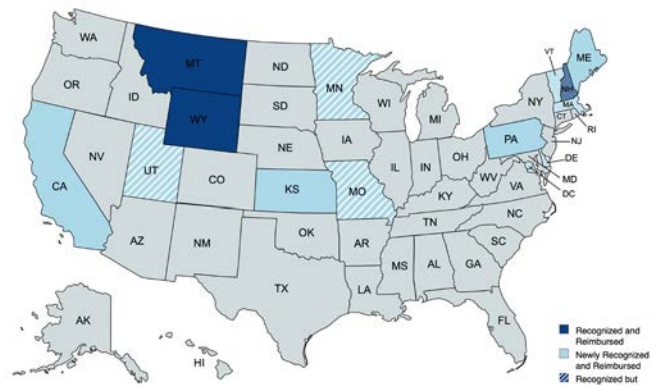 WA
MT
ND
MN
VT
ME
OR
ID
SD
WI
MI
NY
NH
MA
CT
RI
WY
IA
NE
PA
NJ
NV
UT
IL
IN
OH
DE
CA
CO
KS
MO
WV
MD
VA
DC
KY
NC
TN
AZ
NM
OK
AR
SC
MS
AL
GA
TX
LA
AK
FL
HI
Recognized and
Reimbursed
Newly Recognized
and Reimbursed
Recognized but